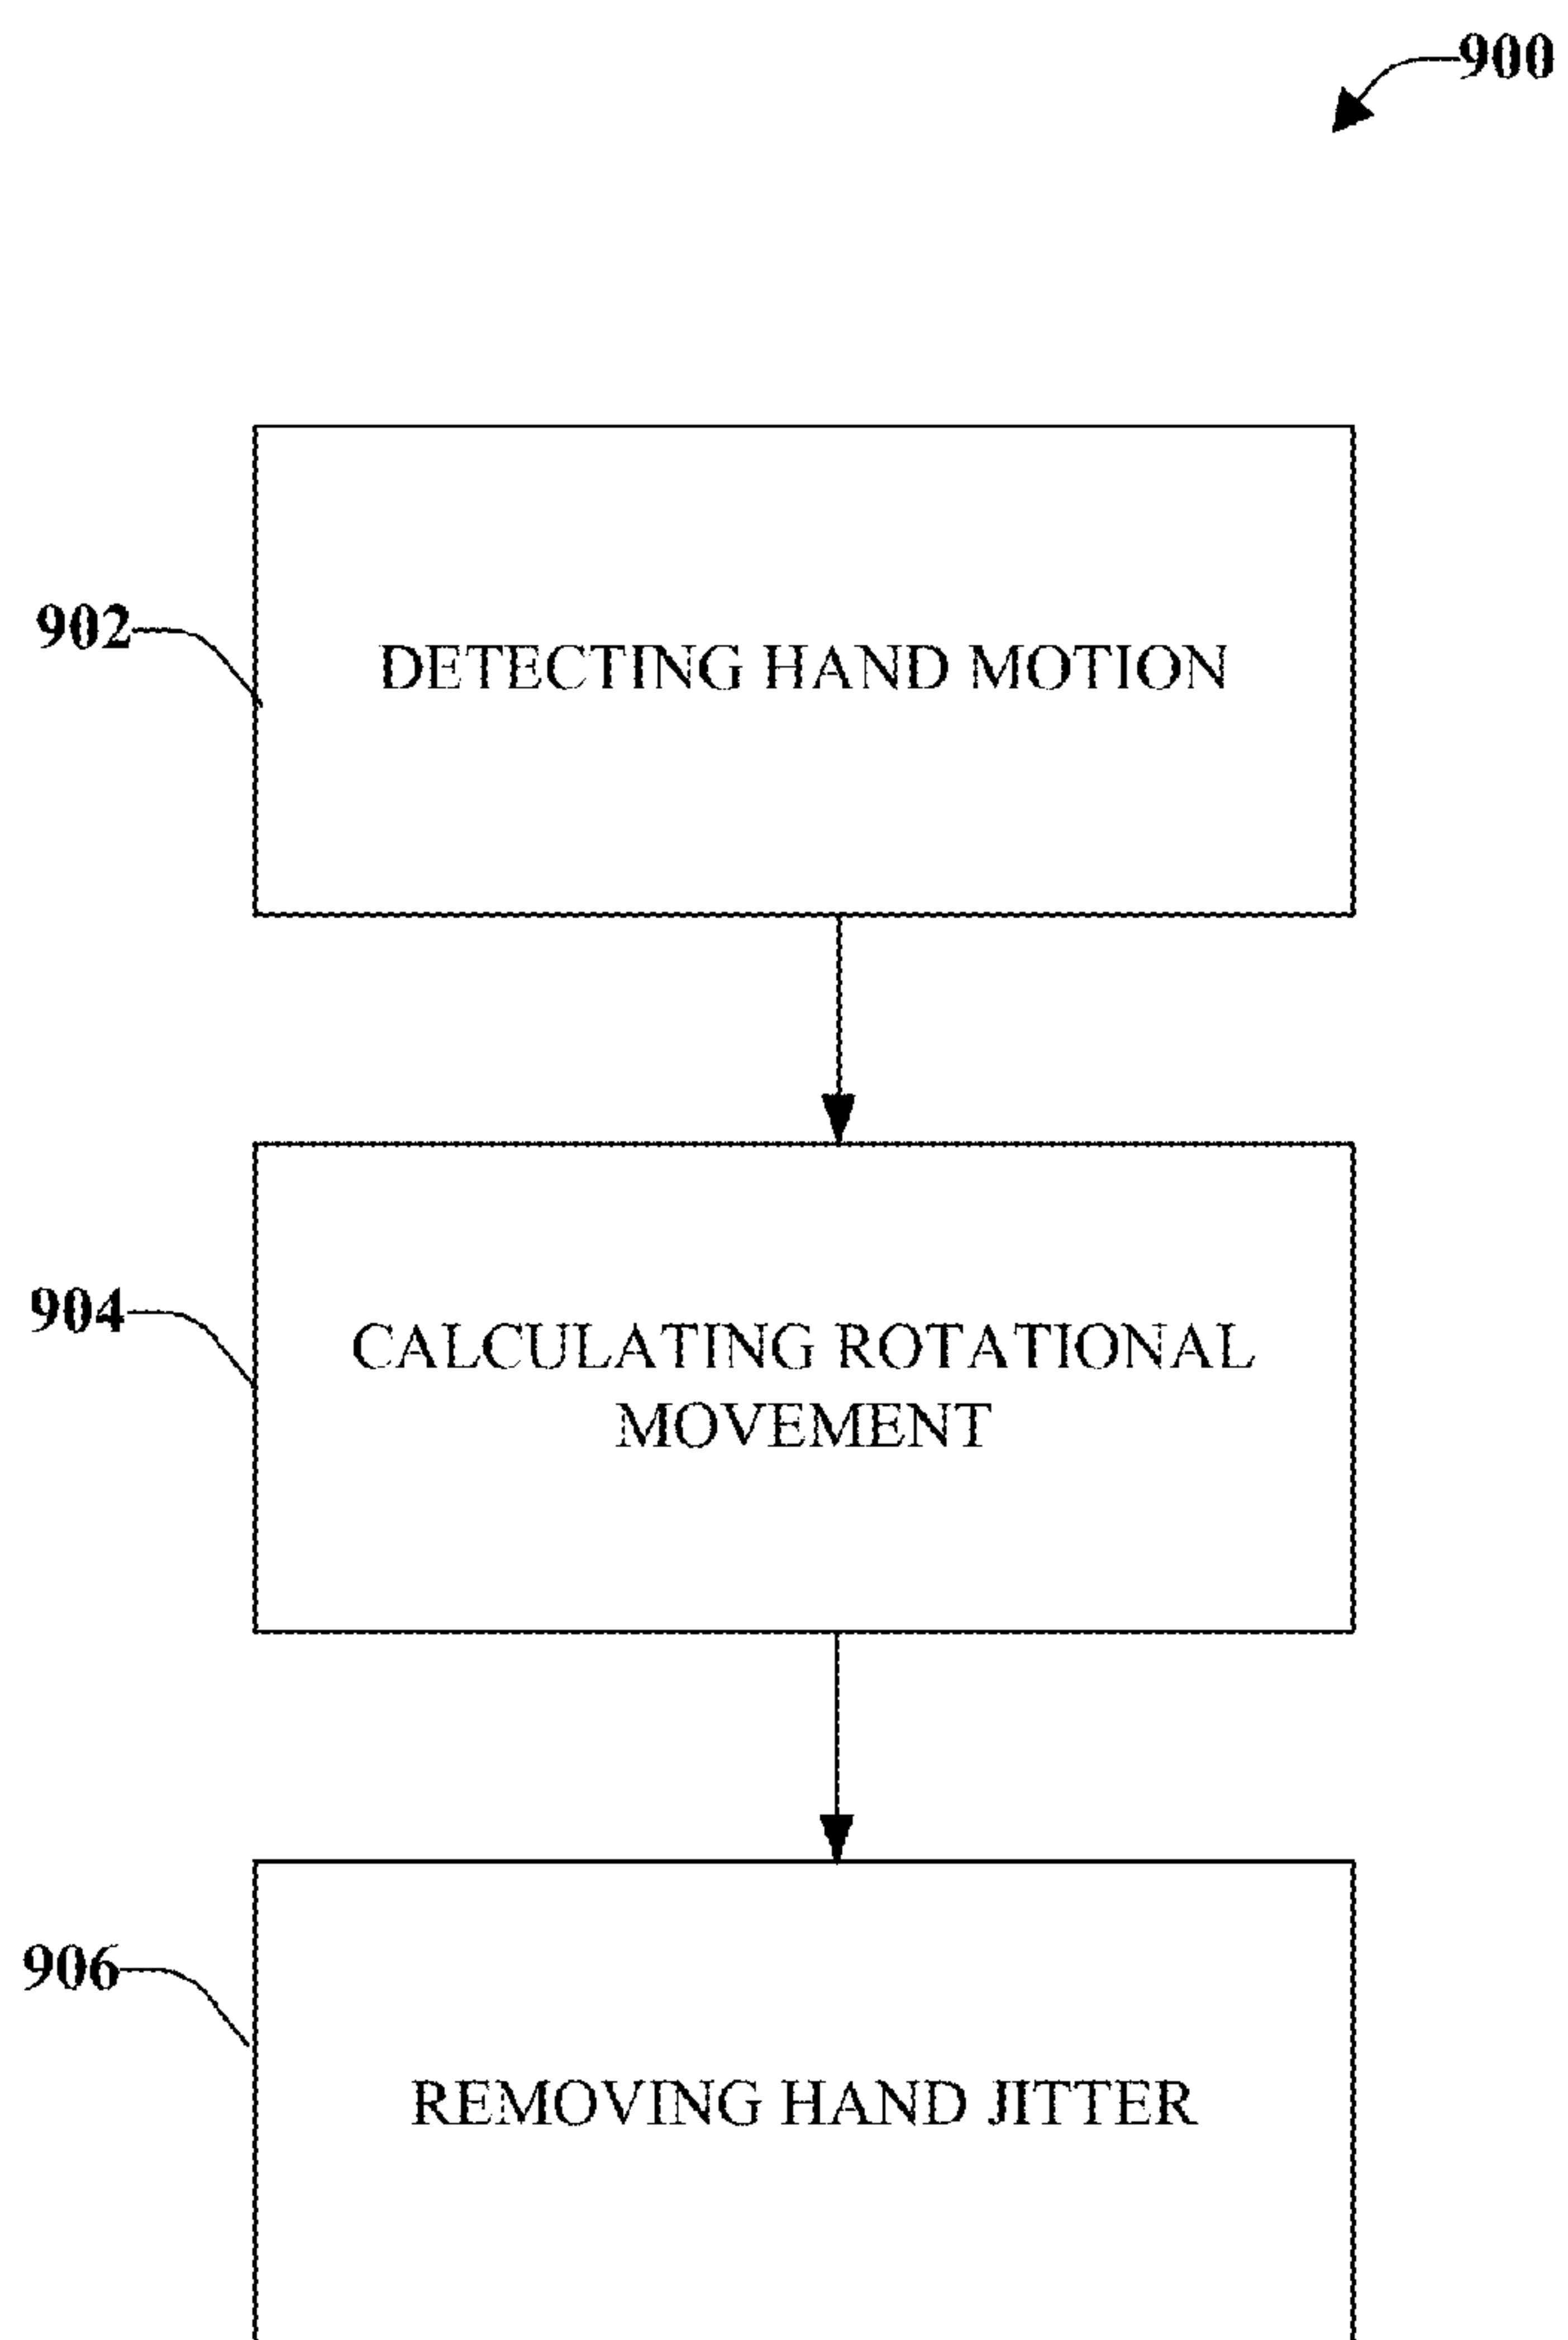 900
902
DETECTING HAND MOTION
904
CALCULATING ROTATIONAL
MOVEMENT
906
REMOVING HAND JITTER